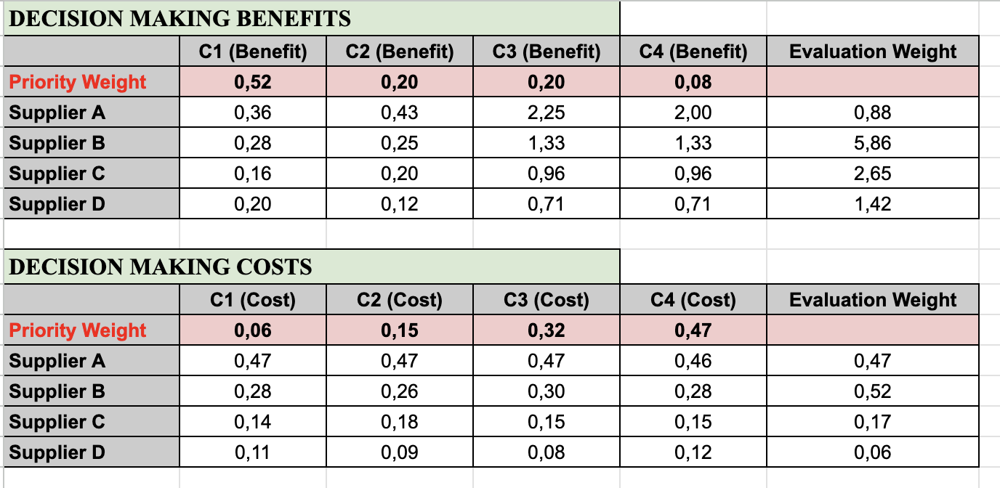 DECISION MAKING BENEFITS
C1 (Benefit) C2 (Benefit) C3 (Benefit) C4 (Benefit) Evaluation Weight
Priority Weight 0,52 0,20 0,20 0,08
Supplier A 0,36 0,43 2,25 2,00 0,88
Supplier B 0,28 0,25 1,33 1,33 5,86
Supplier C 0,16 0,20 0,96 0,96 2,65
Supplier D 0,20 0,12 0,71 0,71 1,42
DECISION MAKING COSTS
C1 (Cost) C2 (Cost) C3 (Cost) C4 (Cost) Evaluation Weight
Priority Weight 0,06 0,15 0,32 0,47
Supplier A 0,47 0,47 0,47 0,46 0,47
Supplier B 0,28 0,26 0,30 0,28 0,52
Supplier C 0,14 0,18 0,15 0,15 0,17
Supplier D 0,11 0,09 0,08 0,12 0,06